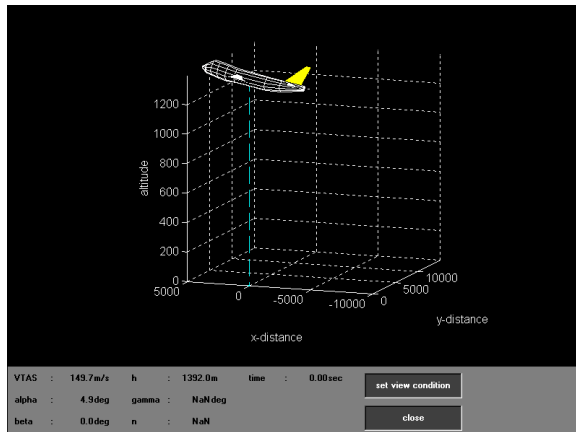 1200
1000
800
600
400
200
0
altitude
5000
0
-5000
-10000
x-distance
0
5000
10000
y-distance
VTAS : 149.7m/s h : 1392.0m time : 0.00sec
set view condition
alpha : 4.9deg gamma : NaNdeg
beta : 0.0deg n : NaN
close